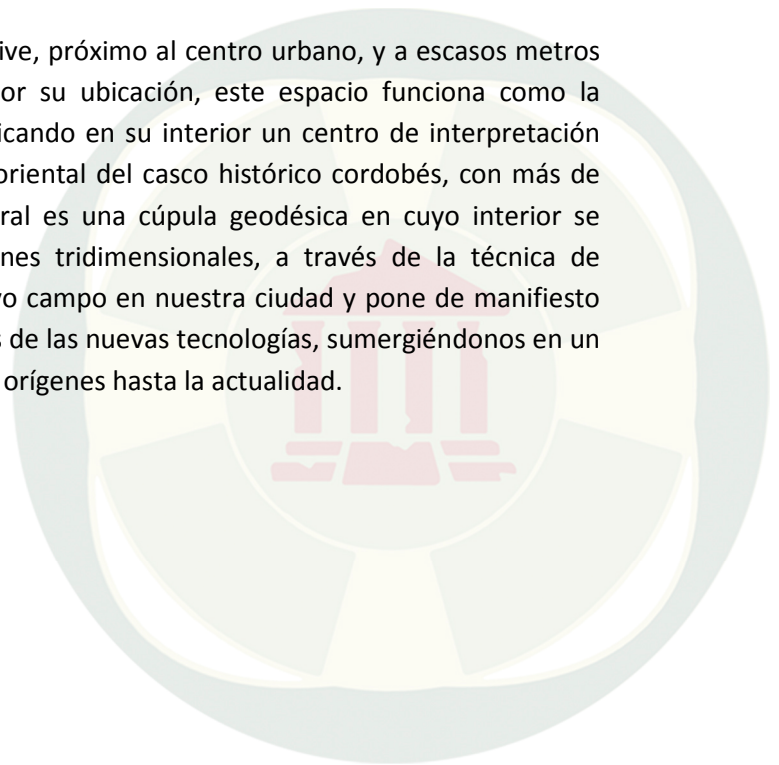 ive, próximo al centro urbano, y a escasos metros
or su ubicación, este espacio funciona como la
icando en su interior un centro de interpretación
oriental del casco histórico cordobés, con más de
ral es una cúpula geodésica en cuyo interior se
nes tridimensionales, a través de la técnica de
vo campo en nuestra ciudad y pone de manifiesto
s de las nuevas tecnologías, sumergiéndonos en un
orígenes hasta la actualidad.